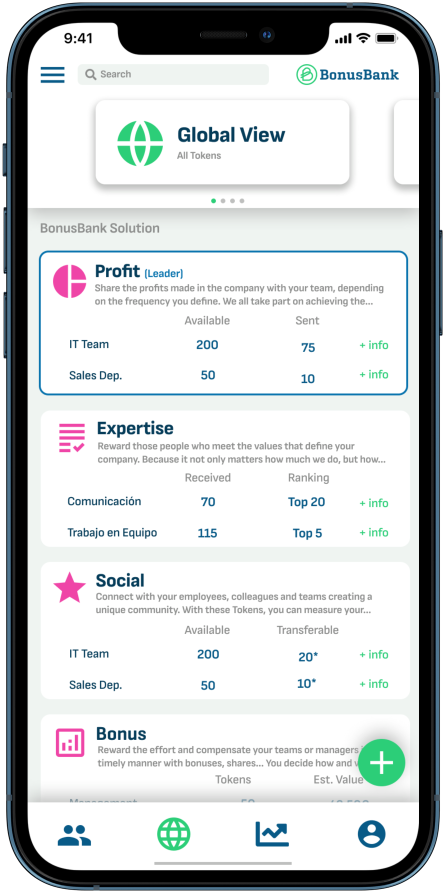 9:41
Search
BonusBank
Global View
All Tokens
BonusBank Solution
Profit (Leader)
Share the profits made in the company with your team, depending
on the frequency you define. We all take part on achieving the...
Available Sent
IT Team 200 75 + info
Sales Dep. 50 10 + info
Expertise
Reward those people who meet the values that define your
company. Because it not only matters how much we do, but how...
Received Ranking
Comunicación 70 Top 20 + info
Trabajo en Equipo 115 Top 5 + info
Social
Connect with your employees, colleagues and teams creating a
unique community. With these Tokens, you can measure your...
Available Transferable
IT Team 200 20* + info
Sales Dep. 50 10* + info
Bonus
Reward the effort and compensate your teams or managers
timely manner with bonuses, shares... You decide how and
Tokens Est. Value
Management 50